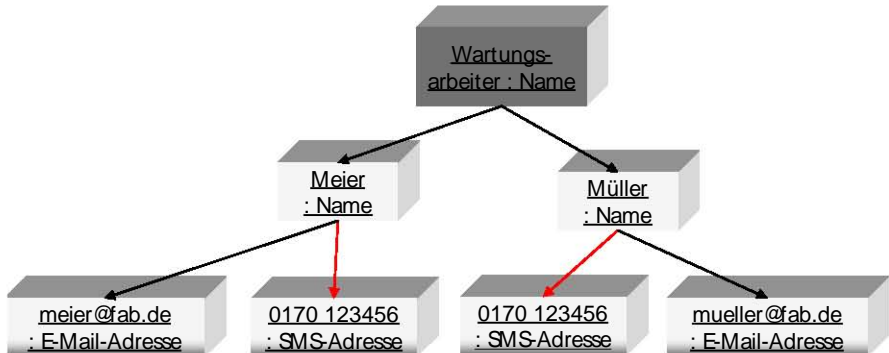 Wartungs-
arbeiter : Name
Meier
: Name
Müller
: Name
meier@fab.de
: E-Mail-Adresse
0170 123456
: SMS-Adresse
0170 123456
: SMS-Adresse
mueller@fab.de
: E-Mail-Adresse